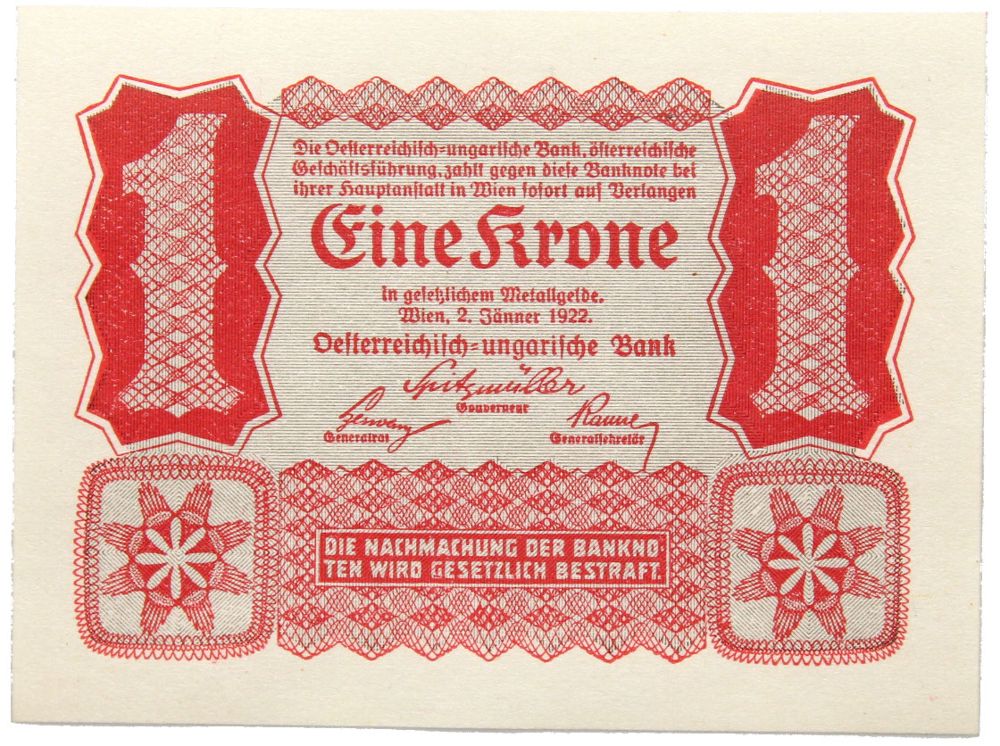 1
1
Die Oesterreichisch-ungarische Bank, österreichische
Geschäftsführung, zahlt gegen diese Banknote bei
ihrer Hauptanstalt in Wien sofort auf Verlangen
Eine Krone
in gesetzlichem Metallgelde.
Wien, 2. Jänner 1922.
Oesterreichisch-ungarische Bank
Spitzmüller
Gouverneur
Generalrat
Generalsekretär
DIE NACHMACHUNG DER BANKNO-
TEN WIRD GESETZLICH BESTRAFT.